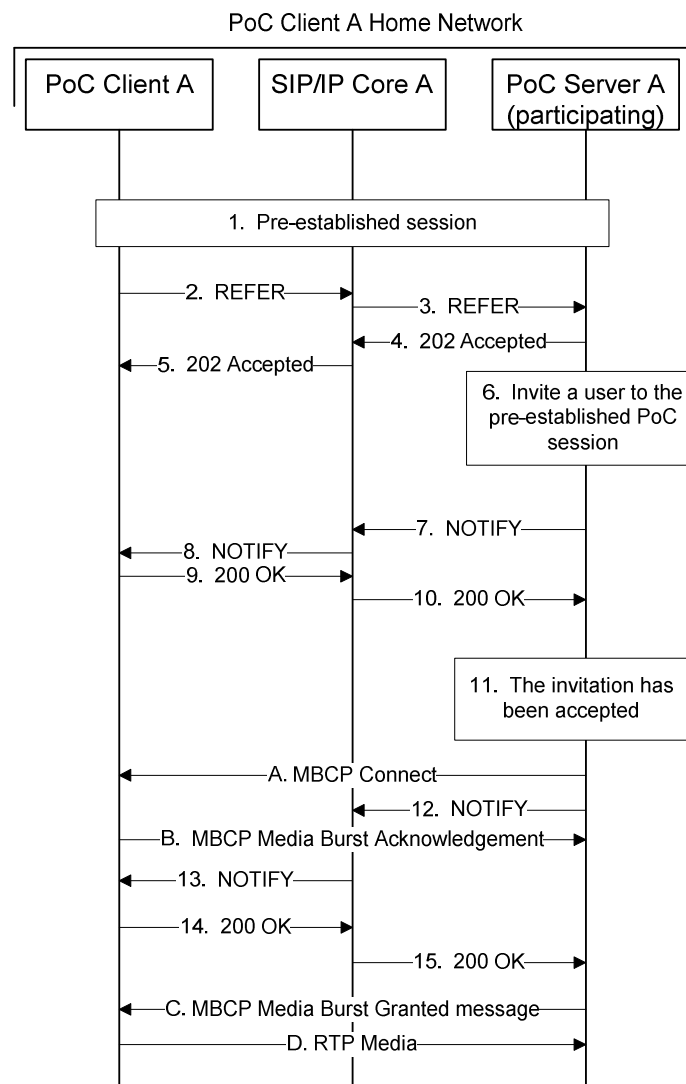 PoC Client A Home Network
PoC Client A
SIP/IP Core A
PoC Server A
(participating)
1. Pre-established session
2. REFER
3. REFER
4. 202 Accepted
5. 202 Accepted
6. Invite a user to the
pre-established PoC
session
7. NOTIFY
8. NOTIFY
9. 200 OK
10. 200 OK
11. The invitation has
been accepted
A. MBCP Connect
12. NOTIFY
B. MBCP Media Burst Acknowledgement
13. NOTIFY
14. 200 OK
15. 200 OK
C. MBCP Media Burst Granted message
D. RTP Media